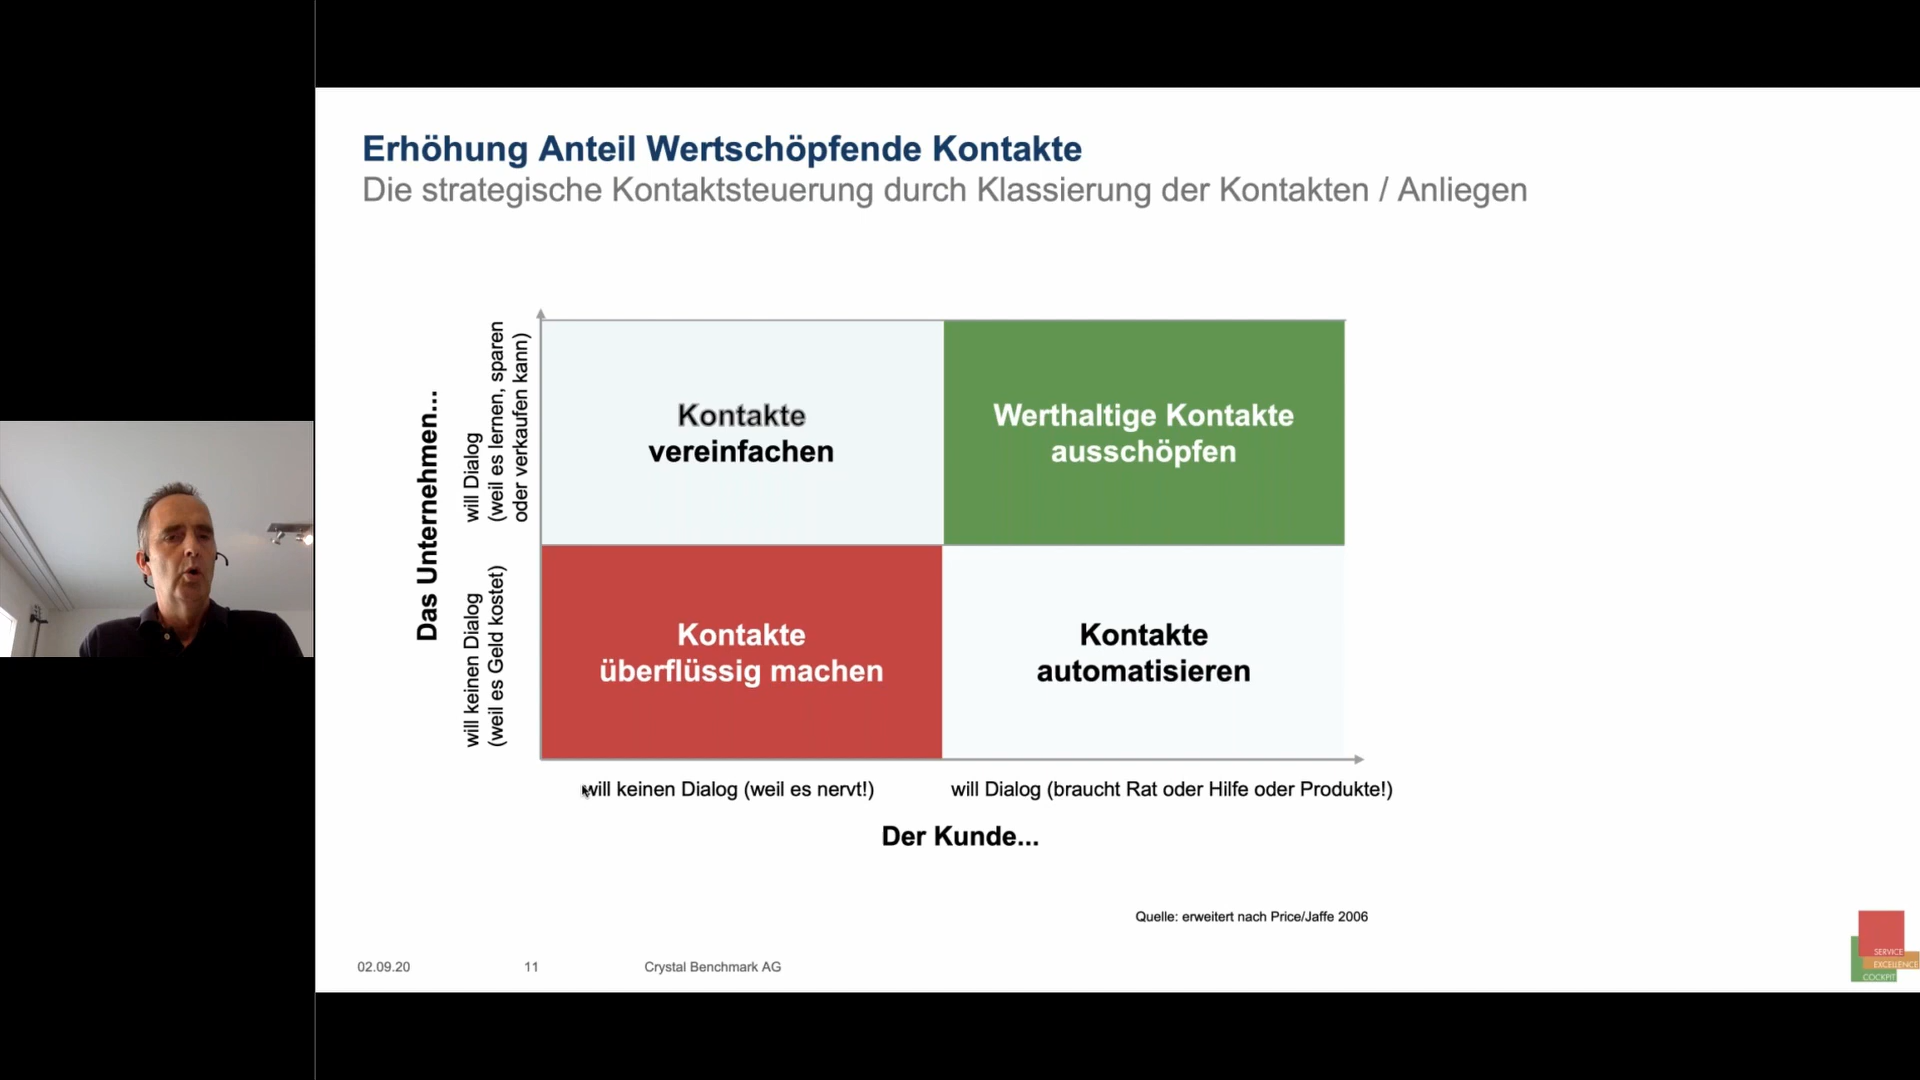 Erhöhung Anteil Wertschöpfende Kontakte
Die strategische Kontaktsteuerung durch Klassierung der Kontakten / Anliegen
Das Unternehmen...
will Dialog
(weil es lernen, sparen
oder verkaufen kann)
will keinen Dialog
(weil es Geld kostet)
Kontakte
vereinfachen
Werthaltige Kontakte
ausschöpfen
Kontakte
überflüssig machen
Kontakte
automatisieren
will keinen Dialog (weil es nervt!)
will Dialog (braucht Rat oder Hilfe oder Produkte!)
Der Kunde...
Quelle: erweitert nach Price/Jaffe 2006
02.09.20
11
Crystal Benchmark AG
SERVICE
EXCELLENCE
COCKPIT